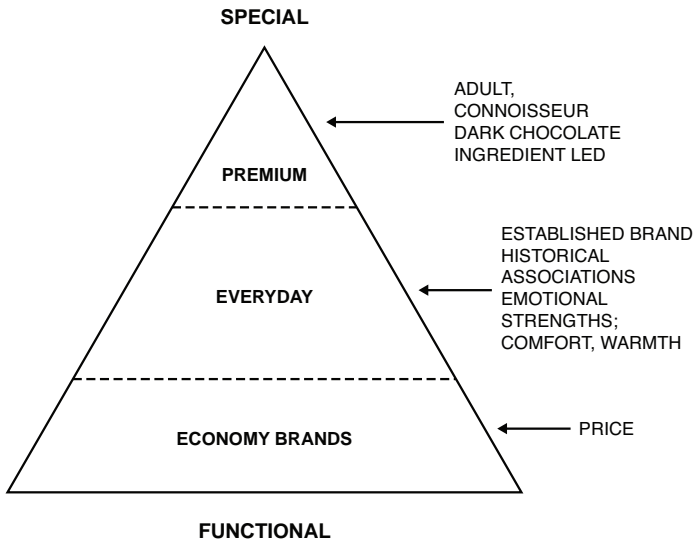 SPECIAL
ADULT,
CONNOISSEUR
DARK CHOCOLATE
INGREDIENT LED
PREMIUM
ESTABLISHED BRAND
HISTORICAL
ASSOCIATIONS
EMOTIONAL
STRENGTHS;
COMFORT, WARMTH
EVERYDAY
PRICE
ECONOMY BRANDS
FUNCTIONAL